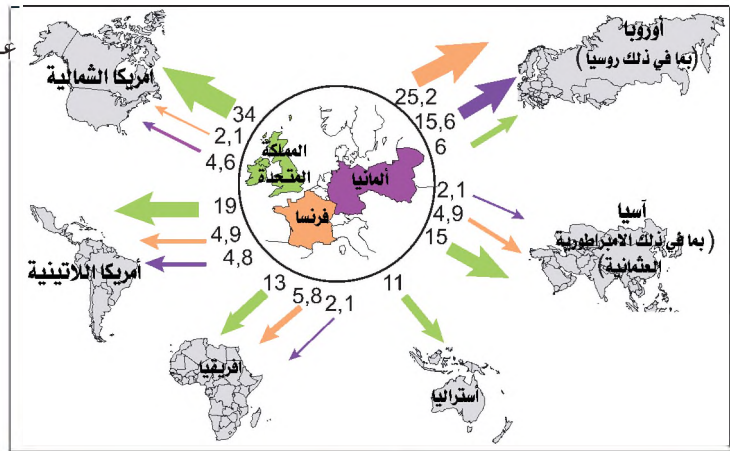 أوروبا
(بما في ذلك روسيا)
أمريكا الشمالية
34
2,1
4,6
25,2
15,6
6
المملكة
المتحدة
ألمانيا
فرنسا
2,1
4,9
15
آسيا
(بما في ذلك الامبراطورية
العثمانية)
19
4,9
4,8
أمريكا اللاتينية
13
5,8
2,1
11
افريقيا
أستراليا